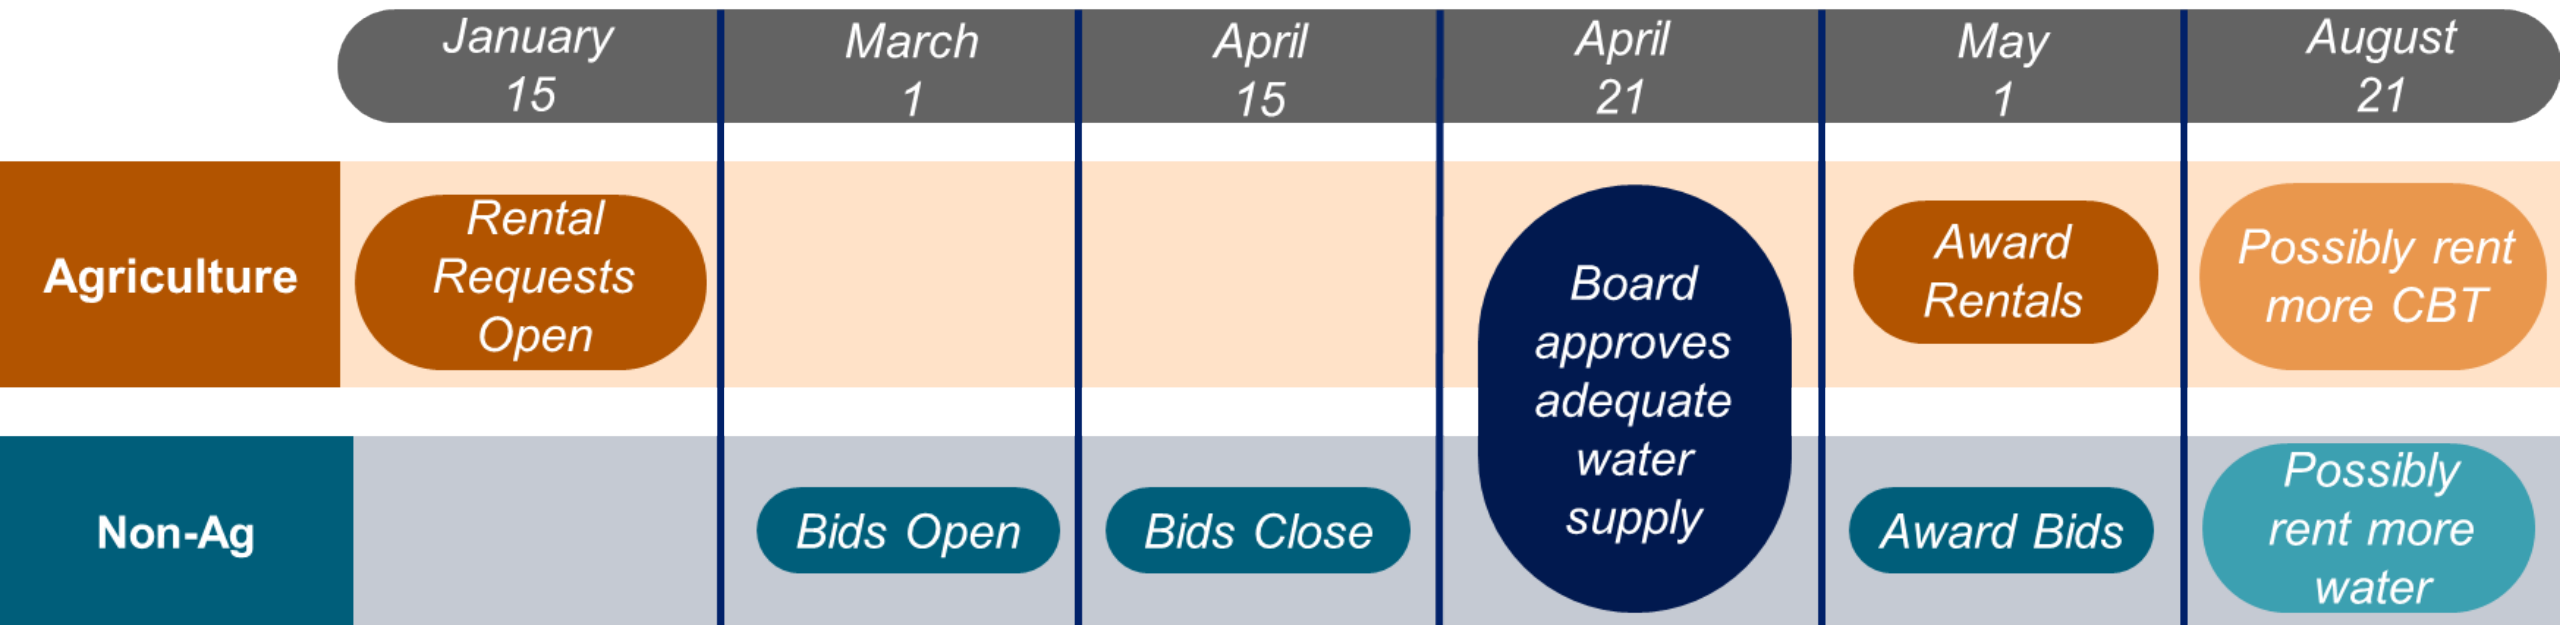 January
15
March
1
April
15
April
21
May
1
August
21
Agriculture
Rental
Requests
Open
Board
approves
adequate
water
supply
Award
Rentals
Possibly rent
more CBT
Non-Ag
Bids Open
Bids Close
Award Bids
Possibly
rent more
water